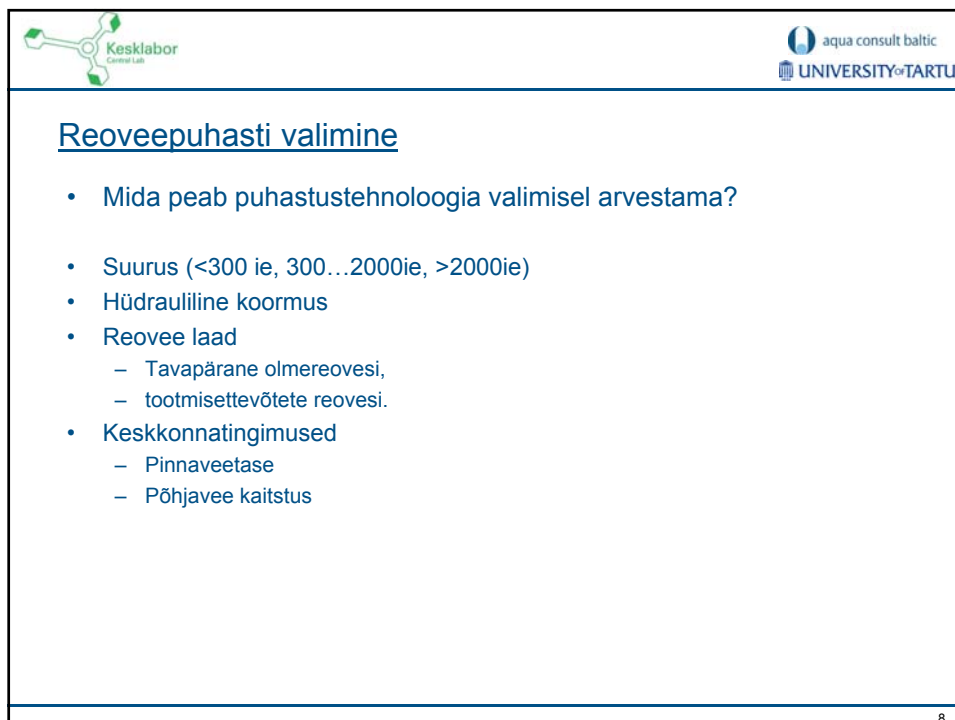 Kesklabor
Central Lab
aqua consult baltic
UNIVERSITY OF TARTU
Reoveepuhasti valimine
• Mida peab puhastustehnoloogia valimisel arvestama?
• Suurus (<300 ie, 300…2000ie, >2000ie)
• Hüdrauliline koormus
• Reovee laad
– Tavapärane olmereovesi,
– tootmisettevõtete reovesi.
• Keskkonnatingimused
– Pinnaveetase
– Põhjavee kaitstus
8